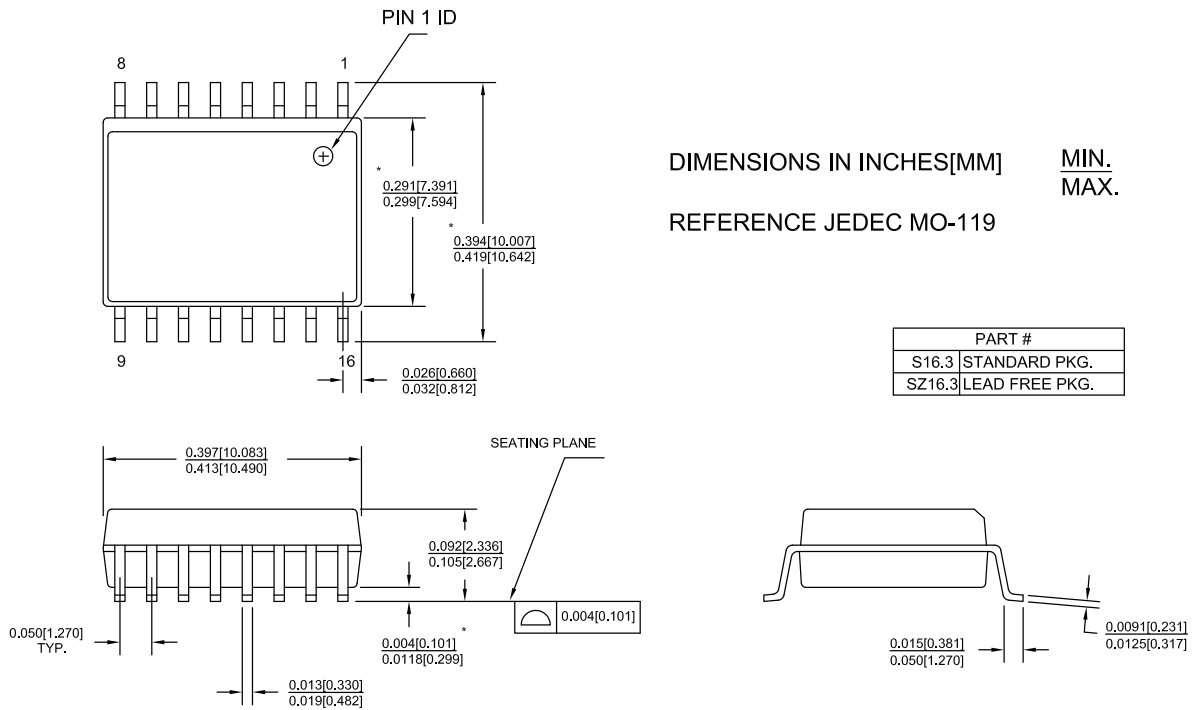 PIN 1 ID
8
1
*
0.291[7.391]
0.299[7.594]
*
0.394[10.007]
0.419[10.642]
DIMENSIONS IN INCHES[MM]
MIN.
MAX.
REFERENCE JEDEC MO-119
9
16
0.026[0.660]
0.032[0.812]
PART #
S16.3 STANDARD PKG.
SZ16.3 LEAD FREE PKG.
0.397[10.083]
0.413[10.490]
SEATING PLANE
0.092[2.336]
0.105[2.667]
0.004[0.101]
0.050[1.270]
TYP.
*
0.004[0.101]
0.0118[0.299]
0.013[0.330]
0.019[0.482]
0.015[0.381]
0.050[1.270]
0.0091[0.231]
0.0125[0.317]